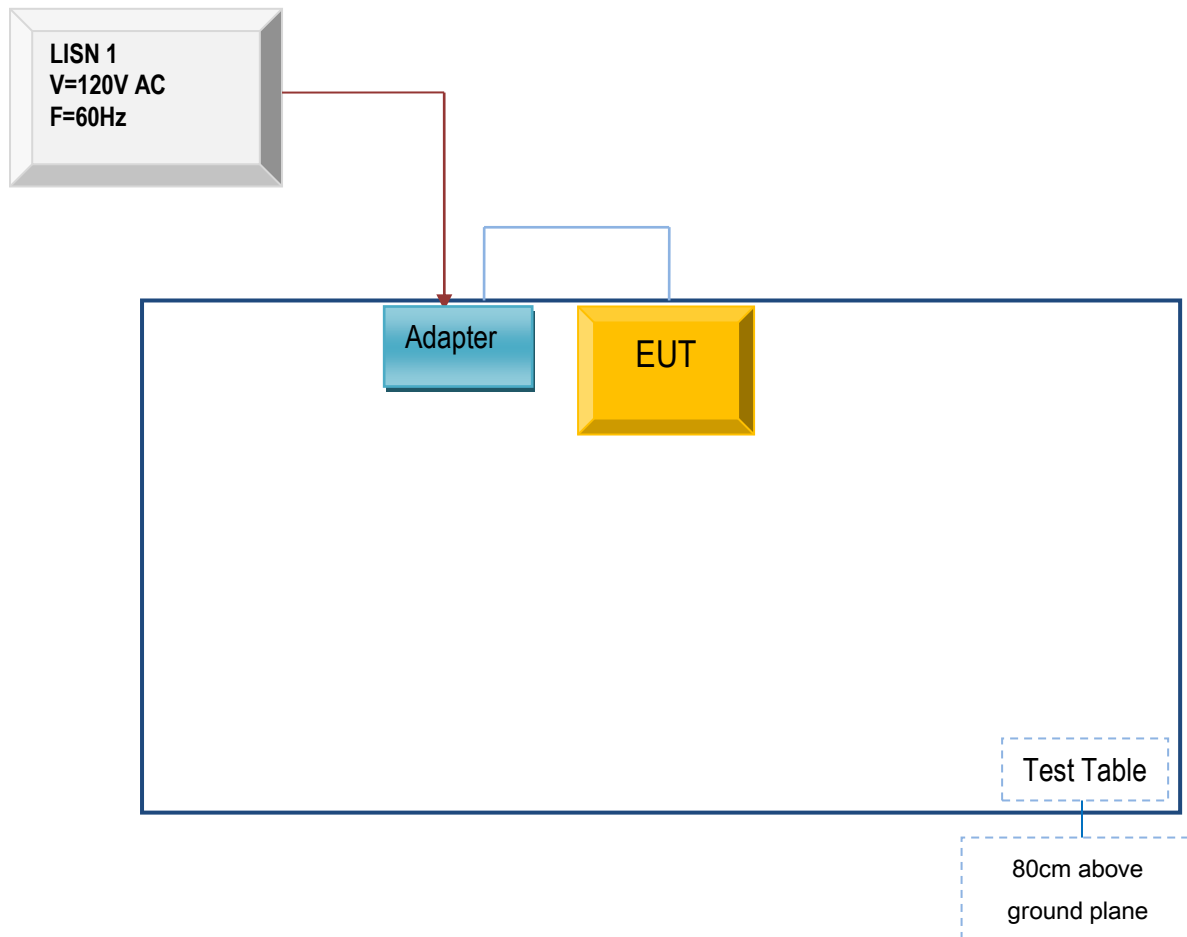 LISN 1
V=120V AC
F=60Hz
Adapter
EUT
Test Table
80cm above
ground plane